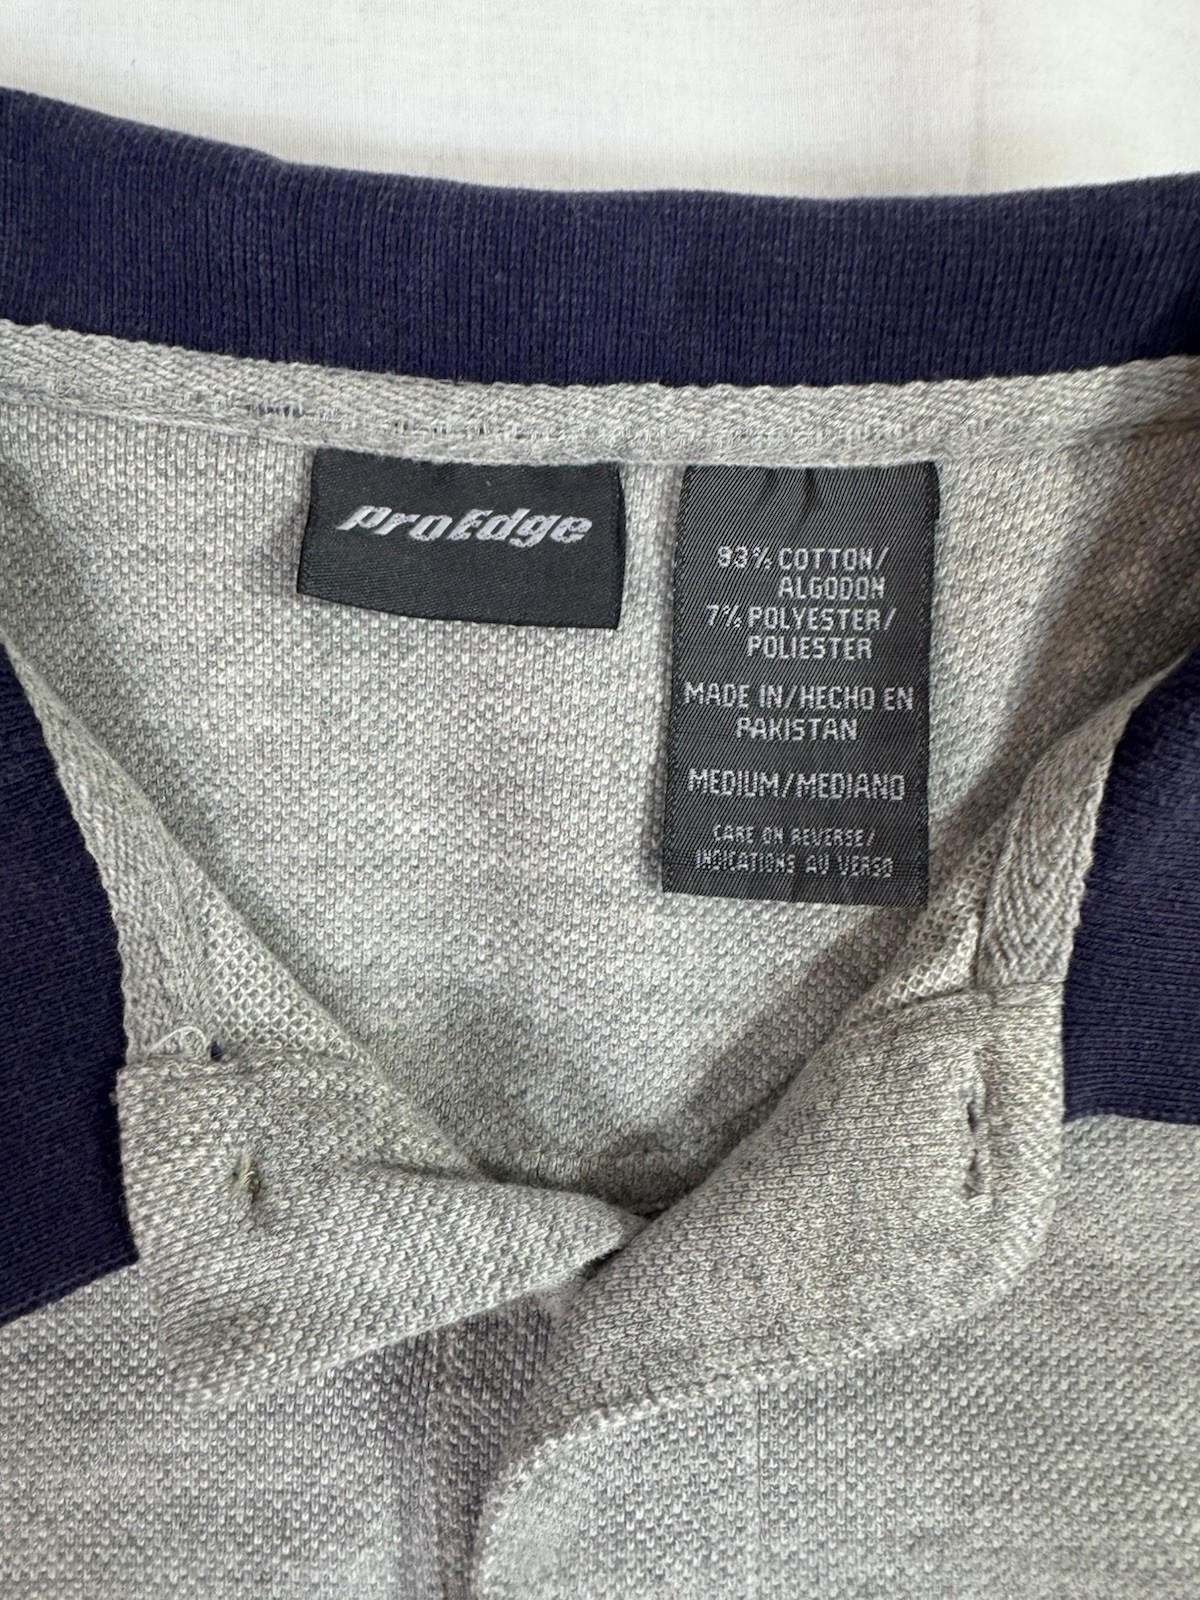 ProEdge
93% COTTON/
ALGODON
7% POLYESTER/
POLIESTER
MADE IN/HECHO EN
PAKISTAN
MEDIUM/MEDIANO
CARE ON REVERSE/
INDICATIONS AU VERSO